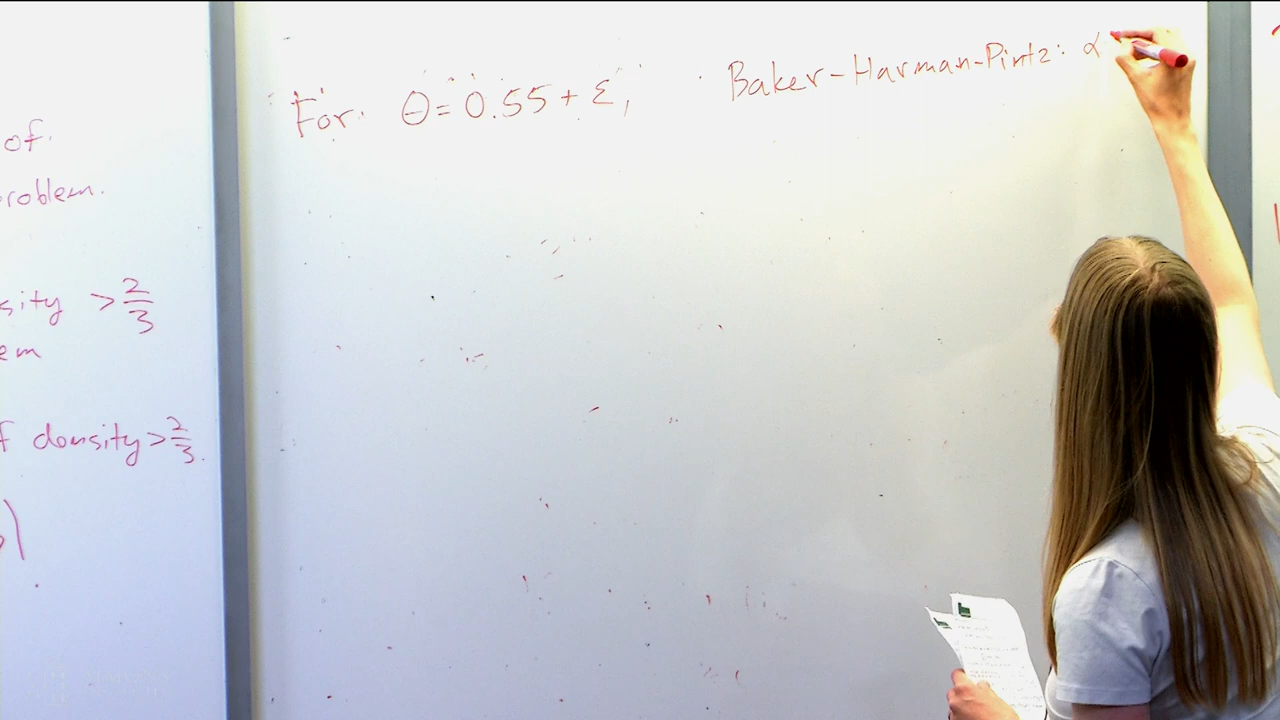 of
roblem.
sity > 2/3
em
f density > 2/3.
For: Θ = 0.55 + ε,
Baker-Harman-Pintz: α